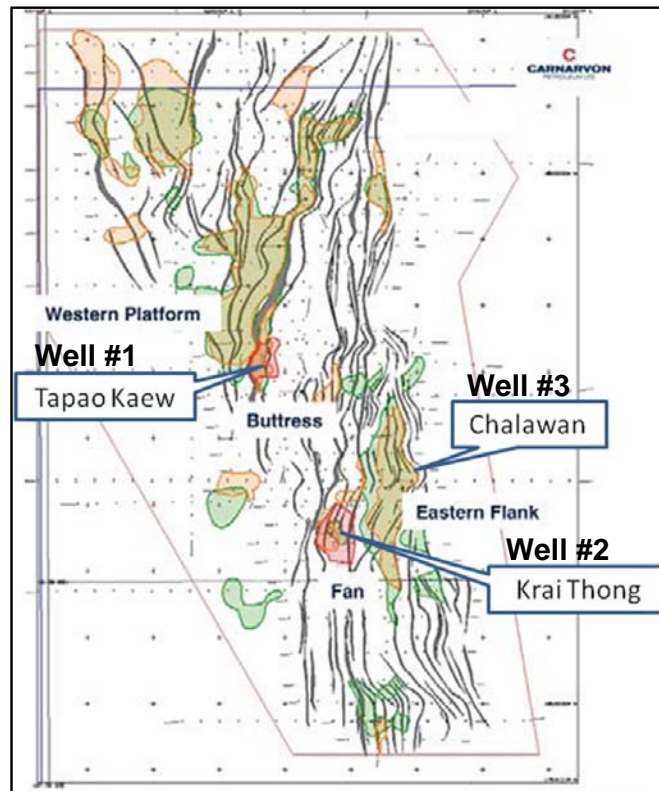 CARNARVON
PETROLEUM LTD
Western Platform
Well #1
Tapao Kaew
Well #3
Chalawan
Buttress
Eastern Flank
Well #2
Krai Thong
Fan